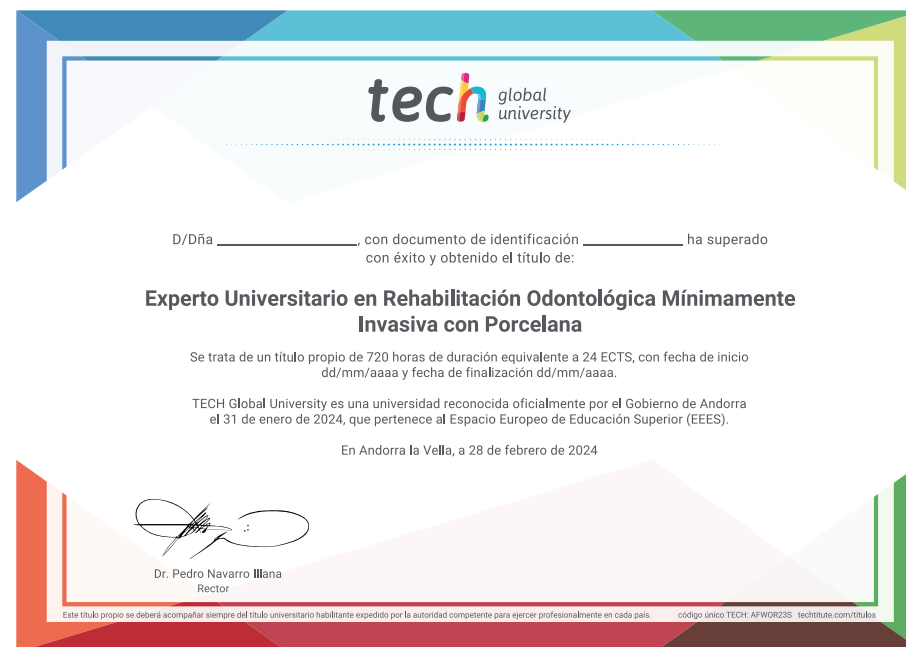 tech global university
D/Dña ____________________, con documento de identificación ______________ ha superado
con éxito y obtenido el título de:
Experto Universitario en Rehabilitación Odontológica Mínimamente
Invasiva con Porcelana
Se trata de un título propio de 720 horas de duración equivalente a 24 ECTS, con fecha de inicio
dd/mm/aaaa y fecha de finalización dd/mm/aaaa.
TECH Global University es una universidad reconocida oficialmente por el Gobierno de Andorra
el 31 de enero de 2024, que pertenece al Espacio Europeo de Educación Superior (EEES).
En Andorra la Vella, a 28 de febrero de 2024
Dr. Pedro Navarro Illana
Rector
Este título propio se deberá acompañar siempre del título universitario habilitante expedido por la autoridad competente para ejercer profesionalmente en cada país. código único TECH: AFWOR23S techtitute.com/titulos